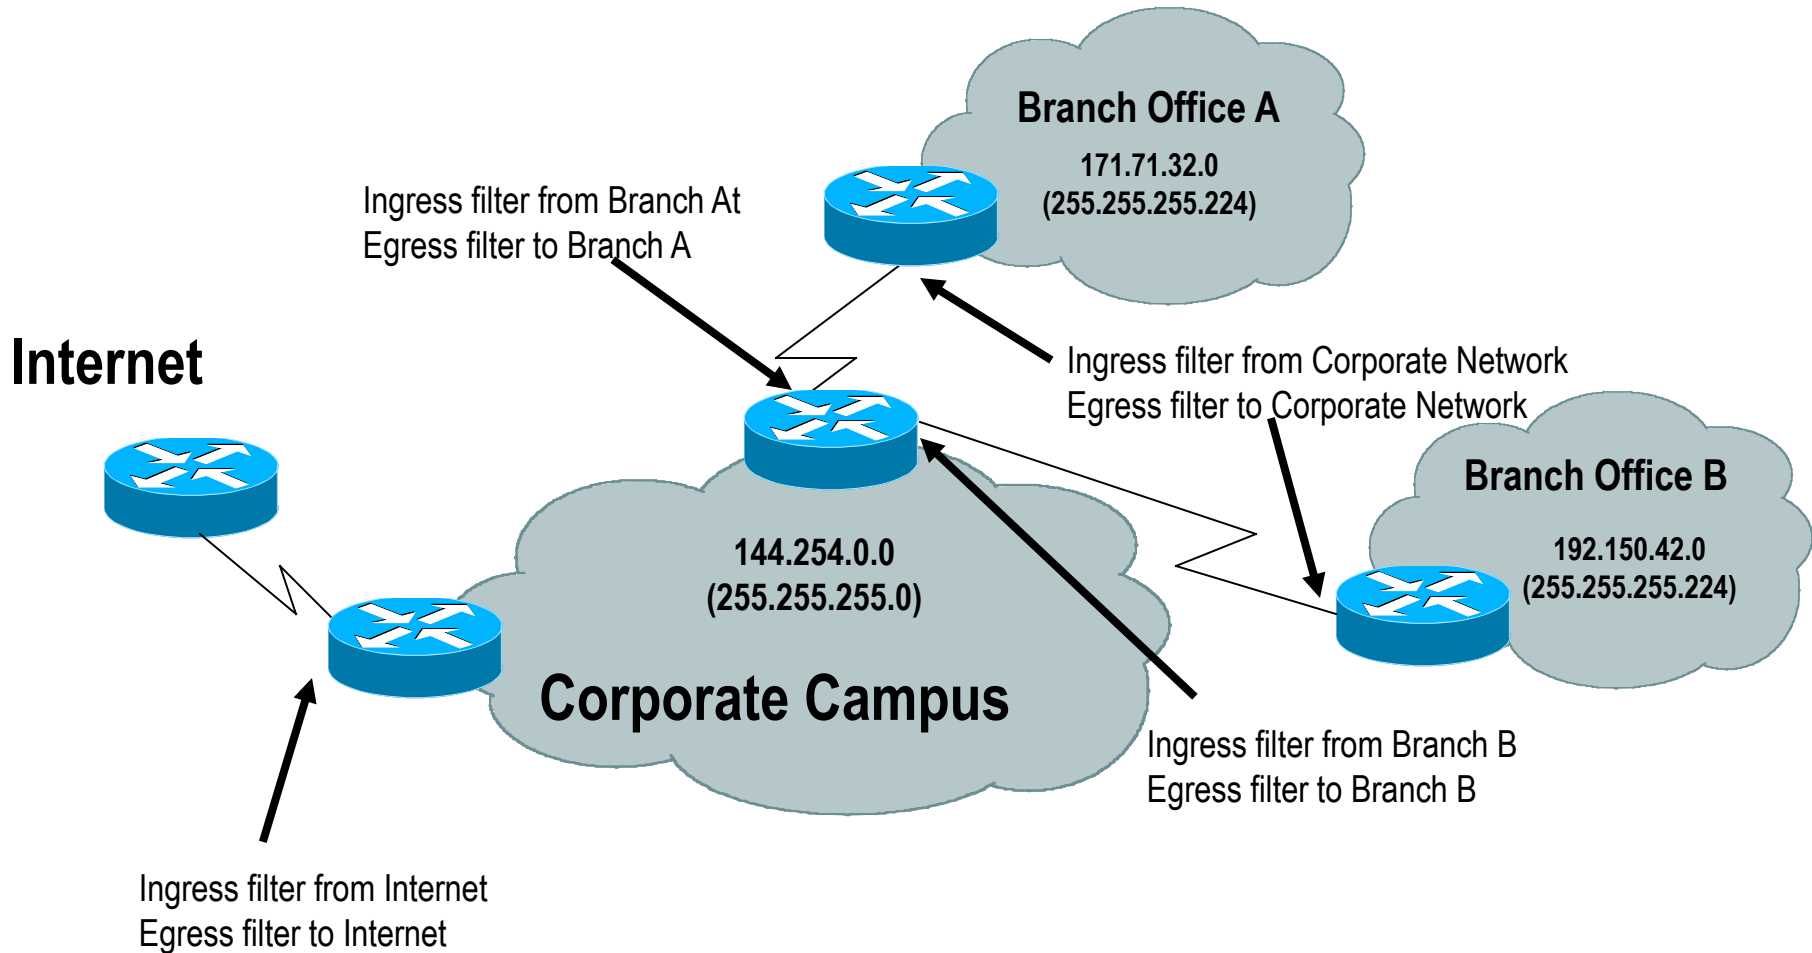 Branch Office A
171.71.32.0
(255.255.255.224)
Ingress filter from Branch At
Egress filter to Branch A
Internet
Ingress filter from Corporate Network
Egress filter to Corporate Network
Branch Office B
192.150.42.0
(255.255.255.224)
144.254.0.0
(255.255.255.0)
Corporate Campus
Ingress filter from Branch B
Egress filter to Branch B
Ingress filter from Internet
Egress filter to Internet